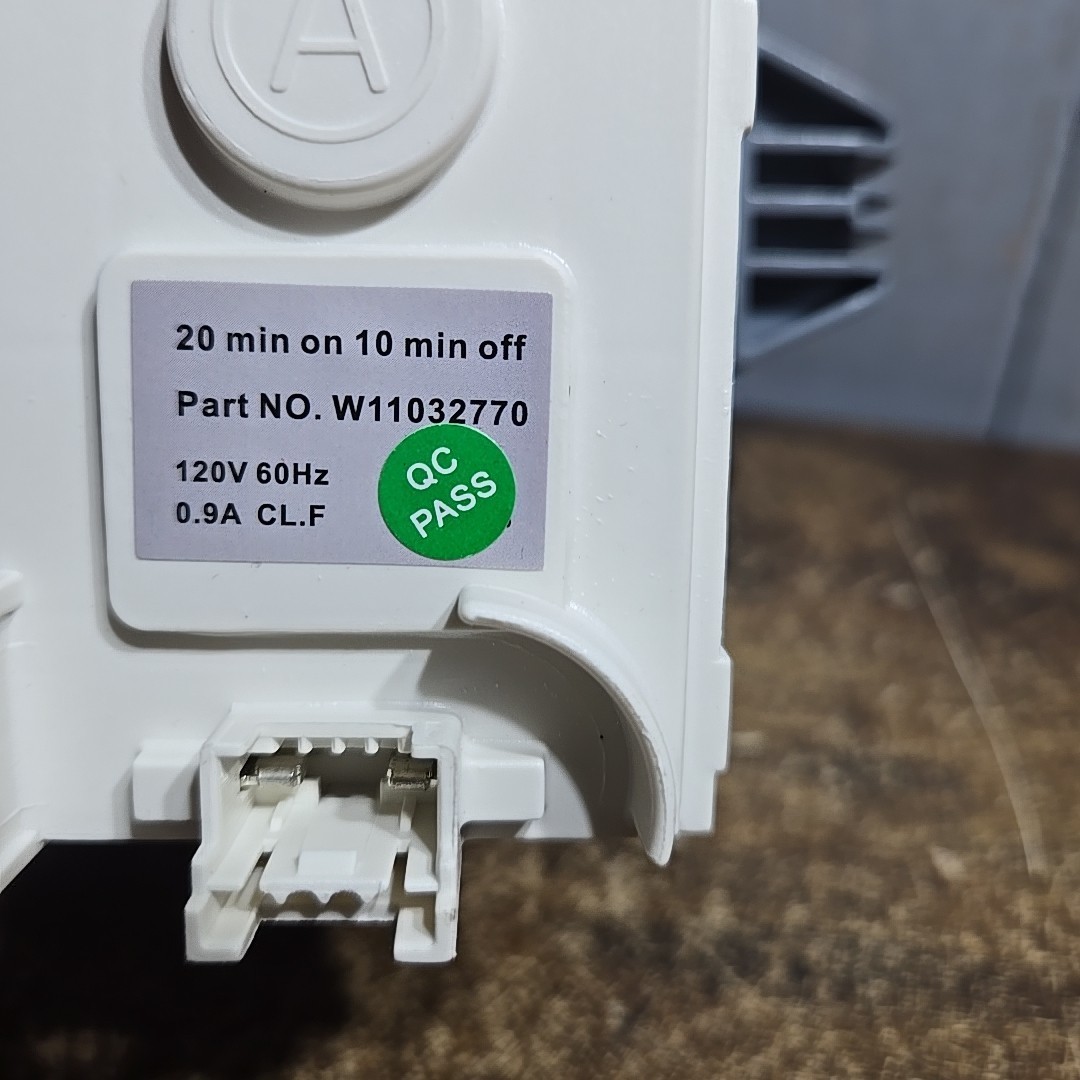 A
20 min on 10 min off
Part NO. W11032770
120V 60Hz
0.9A CL.F
QC
PASS